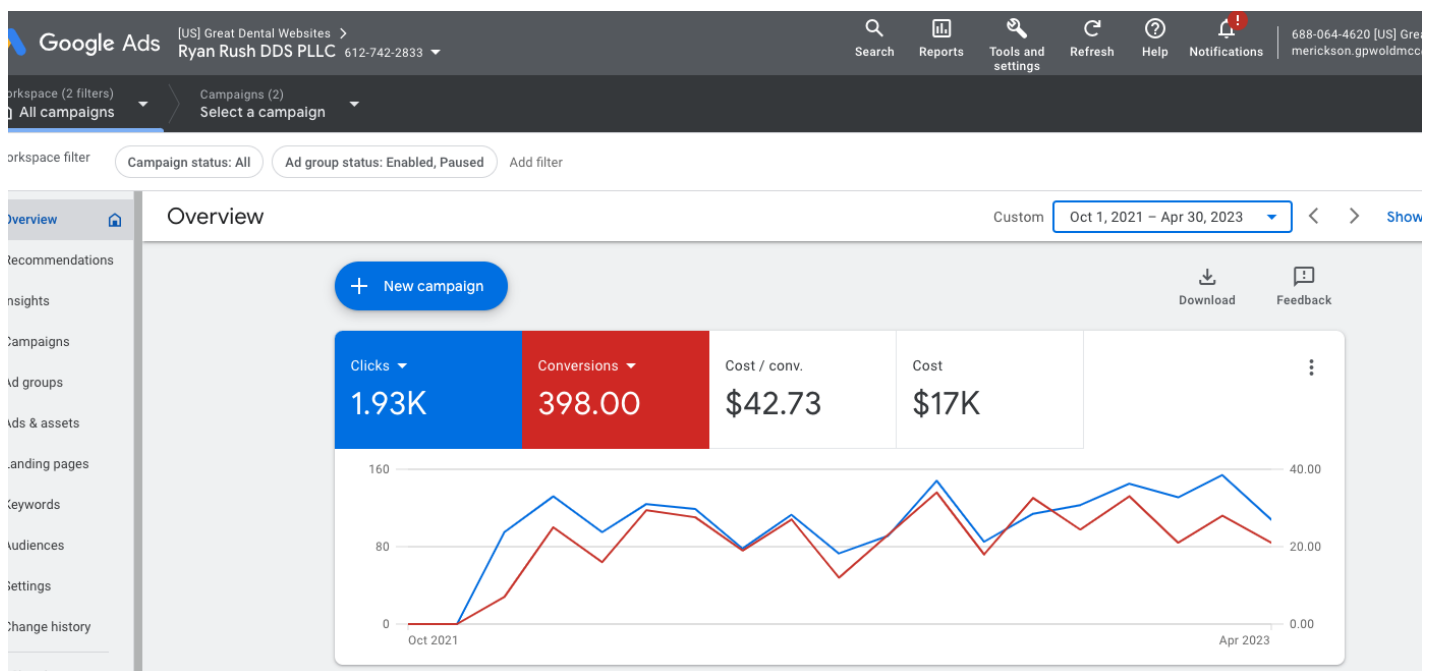 Google Ads
[US] Great Dental Websites
Ryan Rush DDS PLLC 612-742-2833
Search
Reports
Tools and
settings
Refresh
Help
!
Notifications
688-064-4620 [US] Grea
merickson.gpwoldmcc
orkspace (2 filters)
All campaigns
Campaigns (2)
Select a campaign
orkspace filter
Campaign status: All
Ad group status: Enabled, Paused
Add filter
Overview
Recommendations
nsights
Campaigns
Ad groups
Ads & assets
Landing pages
Keywords
Audiences
Settings
Change history
Overview
Custom
Oct 1, 2021 – Apr 30, 2023
Show
+ New campaign
Download
Feedback
Clicks
1.93K
Conversions
398.00
Cost / conv.
$42.73
Cost
$17K
160
80
0
40.00
20.00
0.00
Oct 2021
Apr 2023